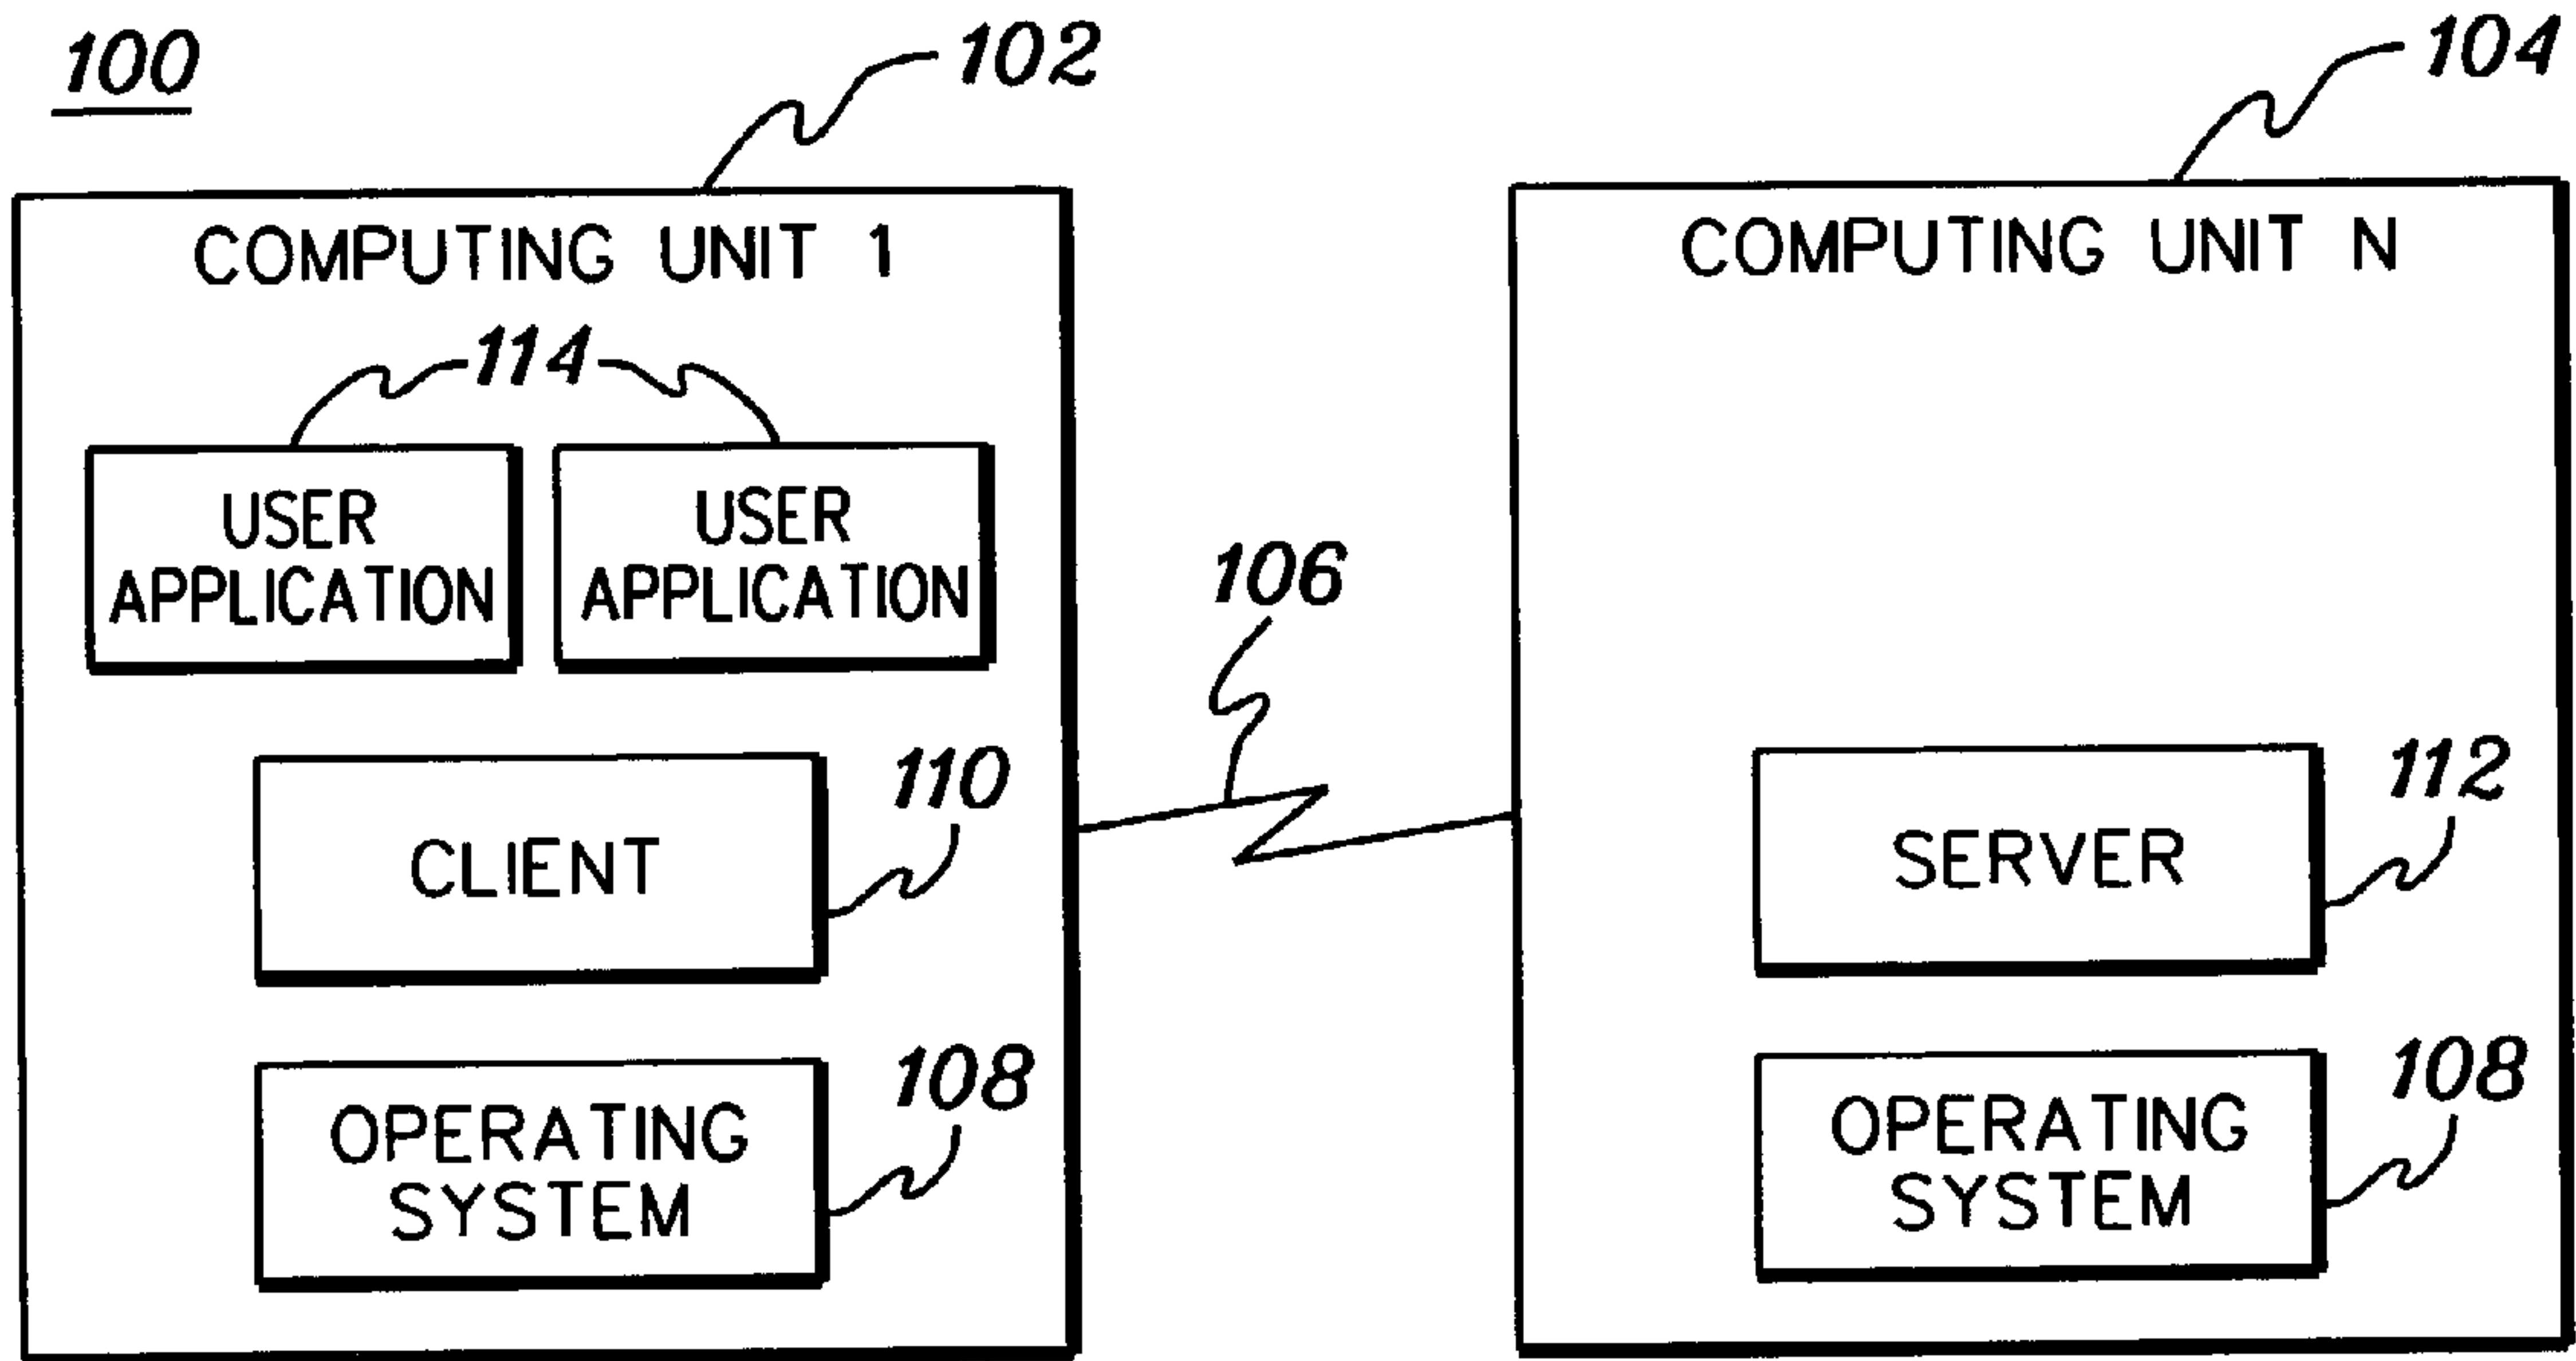 100
102
104
COMPUTING UNIT 1
COMPUTING UNIT N
114
USER
APPLICATION
USER
APPLICATION
106
110
CLIENT
112
SERVER
108
OPERATING
SYSTEM
108
OPERATING
SYSTEM